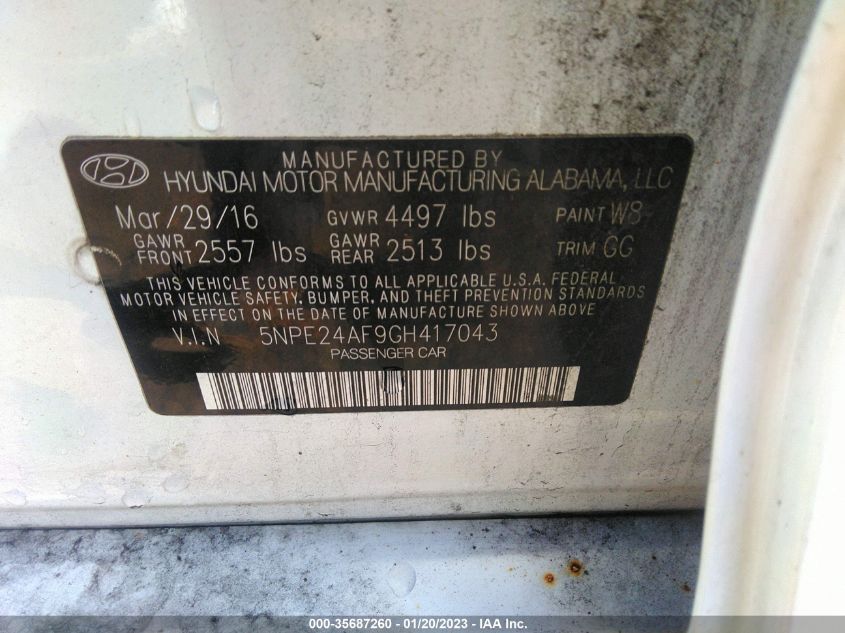 MANUFACTURED BY
HYUNDAI MOTOR MANUFACTURING ALABAMA, LLC
Mar/29/16 GVWR 4497 lbs PAINT W8
GAWR FRONT 2557 lbs GAWR REAR 2513 lbs TRIM GG
THIS VEHICLE CONFORMS TO ALL APPLICABLE U.S.A. FEDERAL
MOTOR VEHICLE SAFETY, BUMPER, AND THEFT PREVENTION STANDARDS
IN EFFECT ON THE DATE OF MANUFACTURE SHOWN ABOVE
V.I.N 5NPE24AF9GH417043
PASSENGER CAR
000-35687260 - 01/20/2023 - IAA Inc.